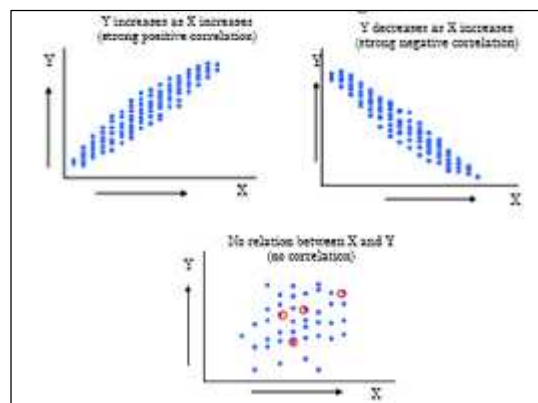 Y increases as X increases
(strong positive correlation)
Y
X
Y decreases as X increases
(strong negative correlation)
Y
X
No relation between X and Y
(no correlation)
Y
X